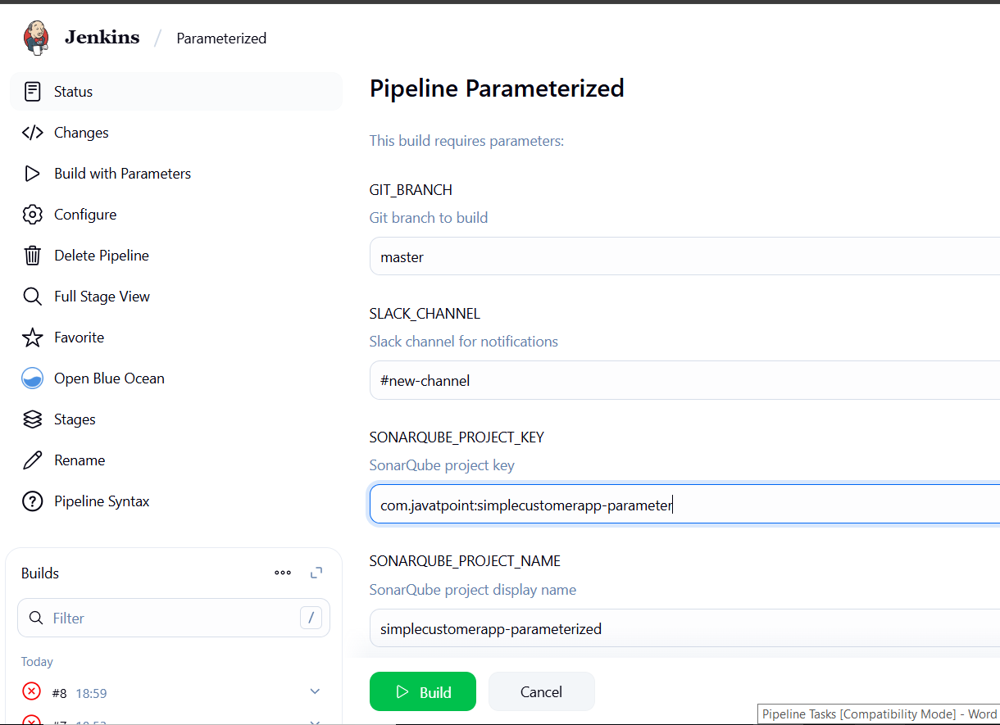 Jenkins / Parameterized
Status
Changes
Build with Parameters
Configure
Delete Pipeline
Full Stage View
Favorite
Open Blue Ocean
Stages
Rename
Pipeline Syntax
Builds
Filter /
Today
#8 18:59
Pipeline Parameterized
This build requires parameters:
GIT_BRANCH
Git branch to build
master
SLACK_CHANNEL
Slack channel for notifications
#new-channel
SONARQUBE_PROJECT_KEY
SonarQube project key
com.javatpoint:simplecustomerapp-parameter
SONARQUBE_PROJECT_NAME
SonarQube project display name
simplecustomerapp-parameterized
Build
Cancel
Pipeline Tasks [Compatibility Mode] - Word